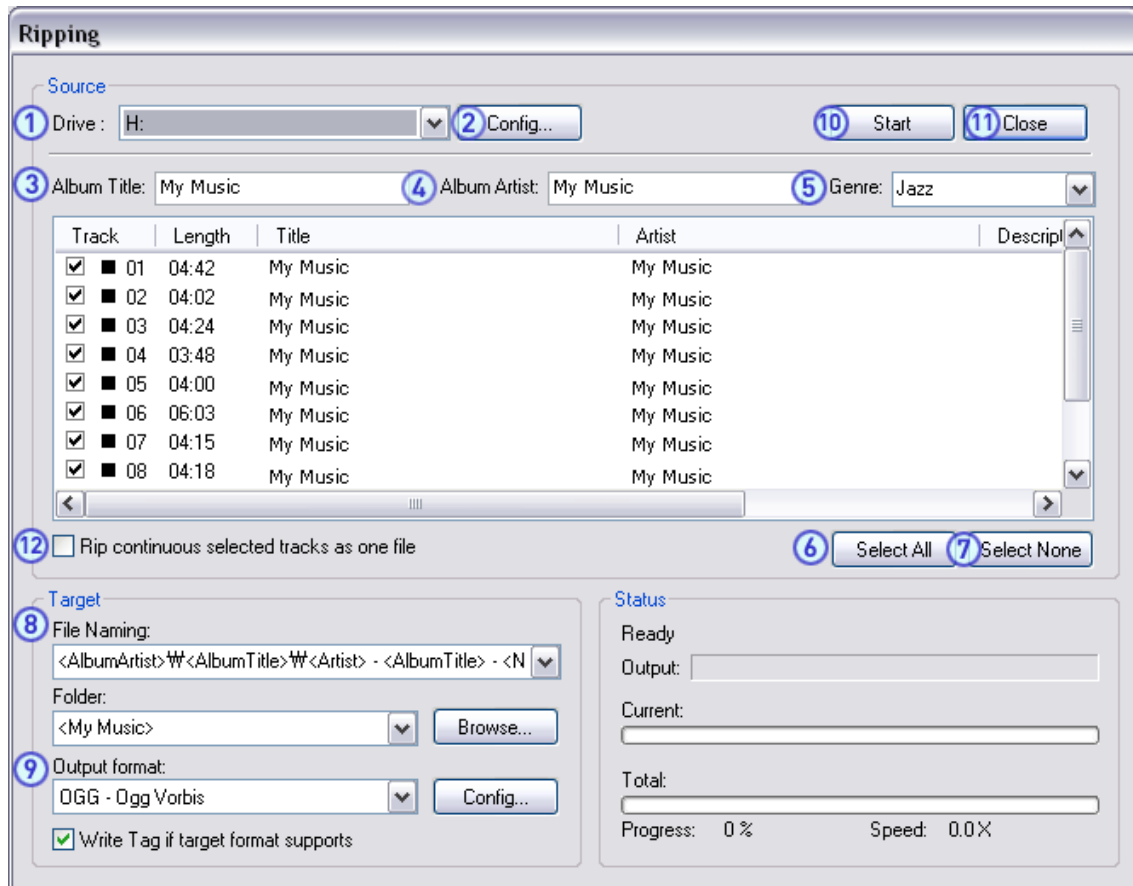 Ripping
Source
1 Drive : H: 2 Config... 10 Start 11 Close
3 Album Title: My Music 4 Album Artist: My Music 5 Genre: Jazz
Track Length Title Artist Descript
01 04:42 My Music My Music
02 04:02 My Music My Music
03 04:24 My Music My Music
04 03:48 My Music My Music
05 04:00 My Music My Music
06 06:03 My Music My Music
07 04:15 My Music My Music
08 04:18 My Music My Music
12 Rip continuous selected tracks as one file 6 Select All 7 Select None
Target
8 File Naming:
<AlbumArtist>₩<AlbumTitle>₩<Artist> - <AlbumTitle> - <N
Folder:
<My Music> Browse...
9 Output format:
OGG - Ogg Vorbis Config...
Write Tag if target format supports
Status
Ready
Output:
Current:
Total:
Progress: 0 % Speed: 0.0 X